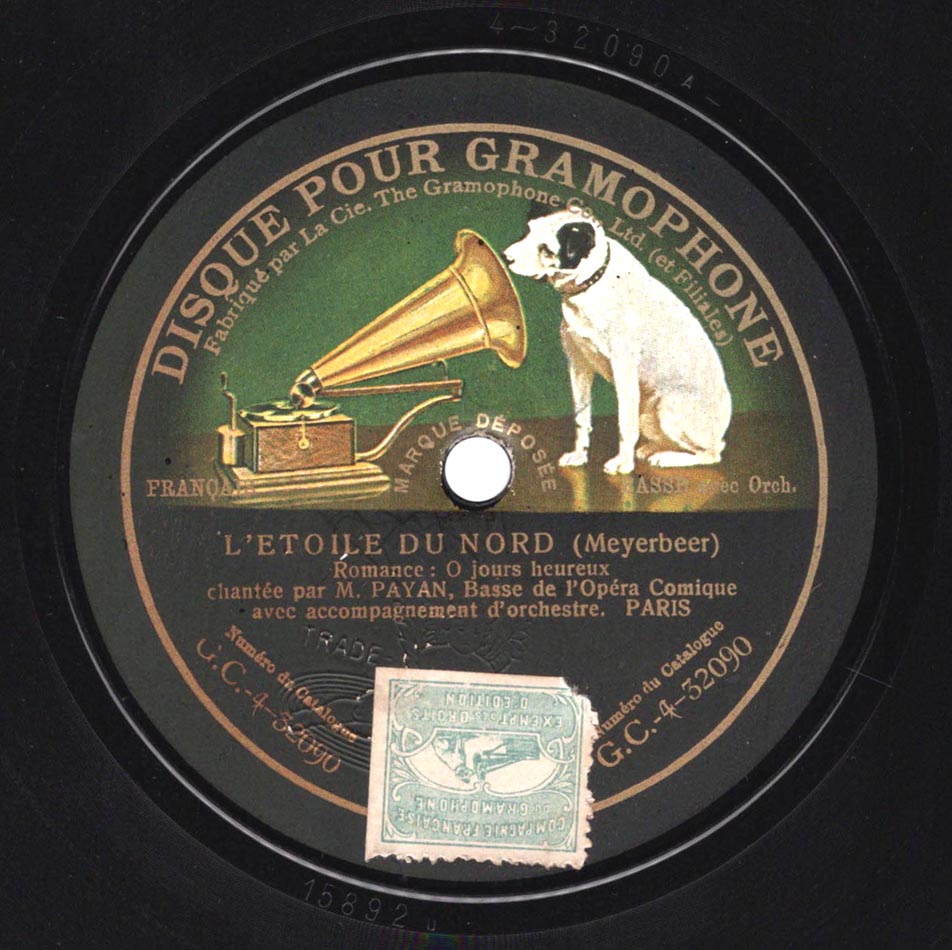 4-32090A-
DISQUE POUR GRAMOPHONE
Fabriqué par La Cie. The Gramophone Co., Ltd. (et Filiales)
MARQUE DÉPOSÉE
FRANÇAIS
BASSE avec Orch.
L'ETOILE DU NORD (Meyerbeer)
Romance: O jours heureux
chantée par M. PAYAN, Basse de l'Opéra Comique
avec accompagnement d'orchestre. PARIS
TRADE
Numéro du Catalogue
G.C.-4-32090
Numéro du Catalogue
G.C.-4-32090
COMPAGNIE FRANÇAISE
DU GRAMOPHONE
EXEMPT DES DROITS
D'ÉDITION
15892 u